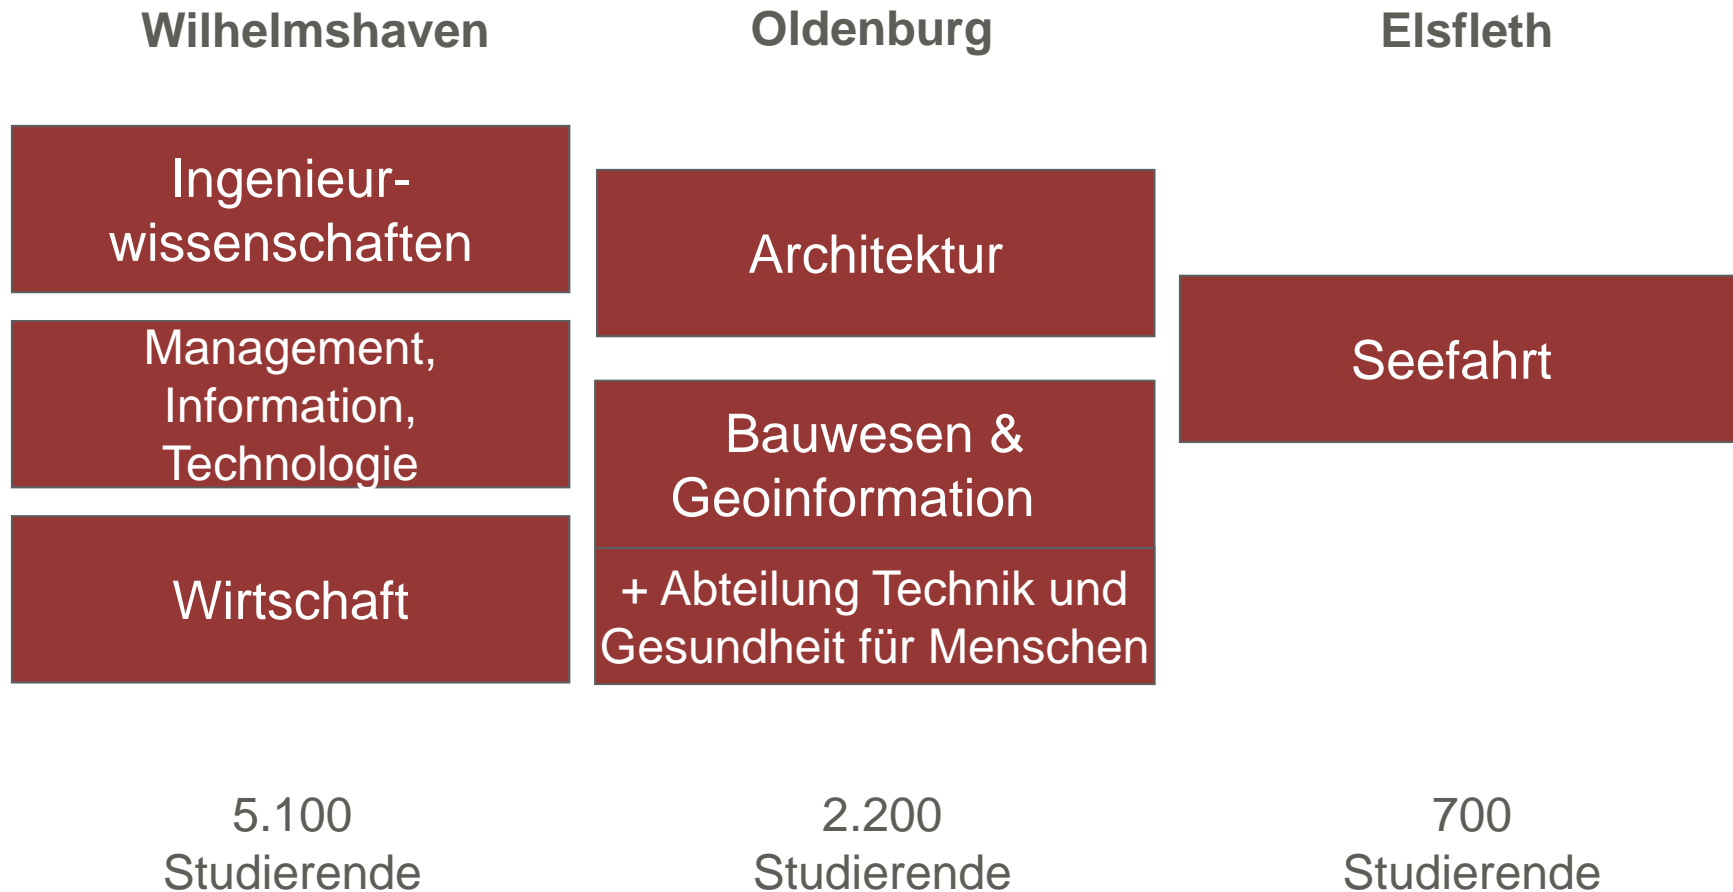 Wilhelmshaven
Ingenieur-
wissenschaften
Management,
Information,
Technologie
Wirtschaft
5.100
Studierende
Oldenburg
Architektur
Bauwesen &
Geoinformation
+ Abteilung Technik und
Gesundheit für Menschen
2.200
Studierende
Elsfleth
Seefahrt
700
Studierende